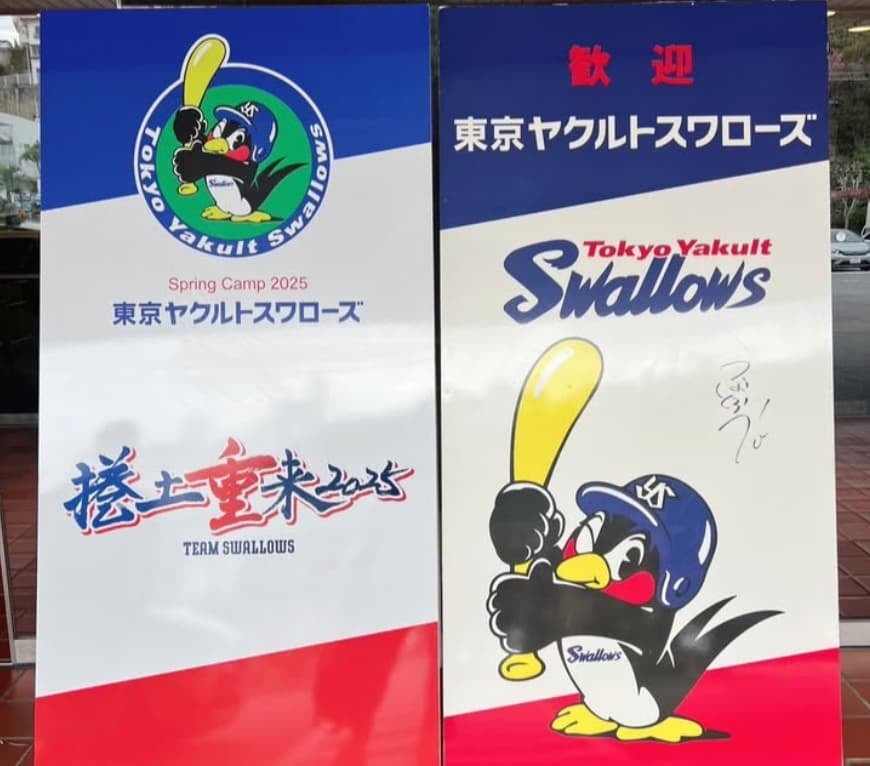 Tokyo Yakult Swallows
Swallows
Spring Camp 2025
東京ヤクルトスワローズ
捲土重来2025
TEAM SWALLOWS
歓迎
東京ヤクルトスワローズ
Tokyo Yakult
Swallows
Swallows